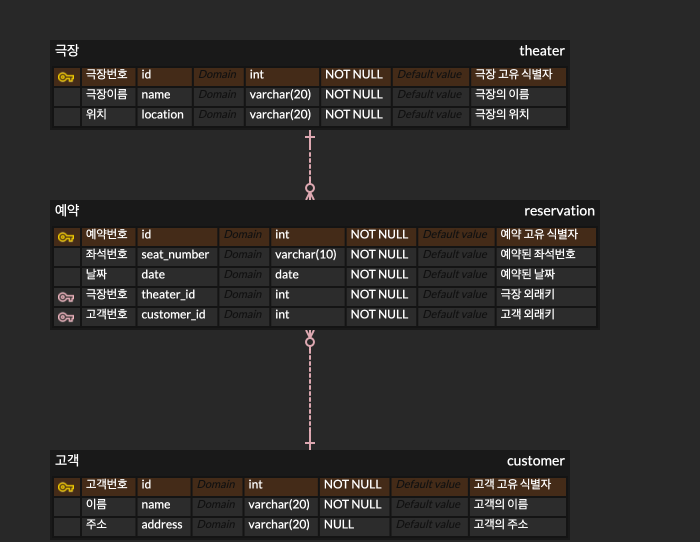 극장 theater
극장번호 id Domain int NOT NULL Default value 극장 고유 식별자
극장이름 name Domain varchar(20) NOT NULL Default value 극장의 이름
위치 location Domain varchar(20) NOT NULL Default value 극장의 위치
예약 reservation
예약번호 id Domain int NOT NULL Default value 예약 고유 식별자
좌석번호 seat_number Domain varchar(10) NOT NULL Default value 예약된 좌석번호
날짜 date Domain date NOT NULL Default value 예약된 날짜
극장번호 theater_id Domain int NOT NULL Default value 극장 외래키
고객번호 customer_id Domain int NOT NULL Default value 고객 외래키
고객 customer
고객번호 id Domain int NOT NULL Default value 고객 고유 식별자
이름 name Domain varchar(20) NOT NULL Default value 고객의 이름
주소 address Domain varchar(20) NULL Default value 고객의 주소